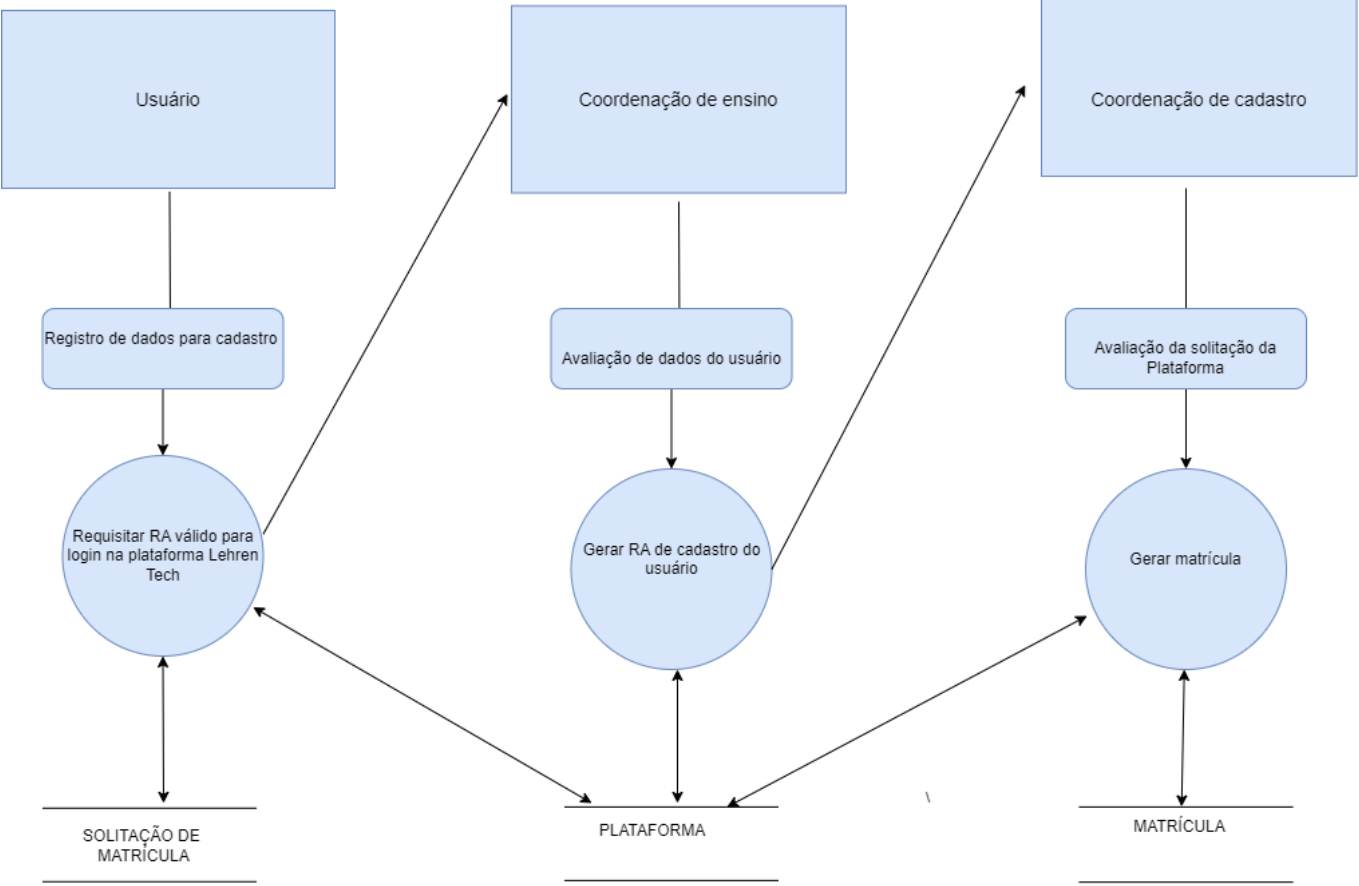 Usuário
Coordenação de ensino
Coordenação de cadastro
Registro de dados para cadastro
Avaliação de dados do usuário
Avaliação da solitação da
Plataforma
Requisitar RA válido para
login na plataforma Lehren
Tech
Gerar RA de cadastro do
usuário
Gerar matrícula
SOLITAÇÃO DE
MATRÍCULA
PLATAFORMA
\
MATRÍCULA